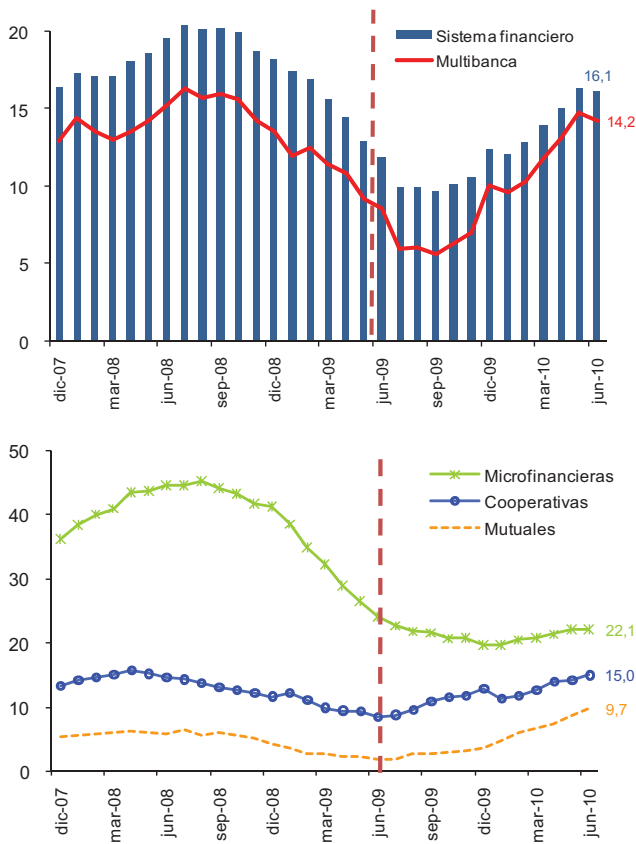 20
15
10
5
0
Sistema financiero
Multibanca
16,1
14,2
dic-07
mar-08
jun-08
sep-08
dic-08
mar-09
jun-09
sep-09
dic-09
mar-10
jun-10
50
40
30
20
10
0
Microfinancieras
Cooperativas
Mutuales
22,1
15,0
9,7
dic-07
mar-08
jun-08
sep-08
dic-08
mar-09
jun-09
sep-09
dic-09
mar-10
jun-10